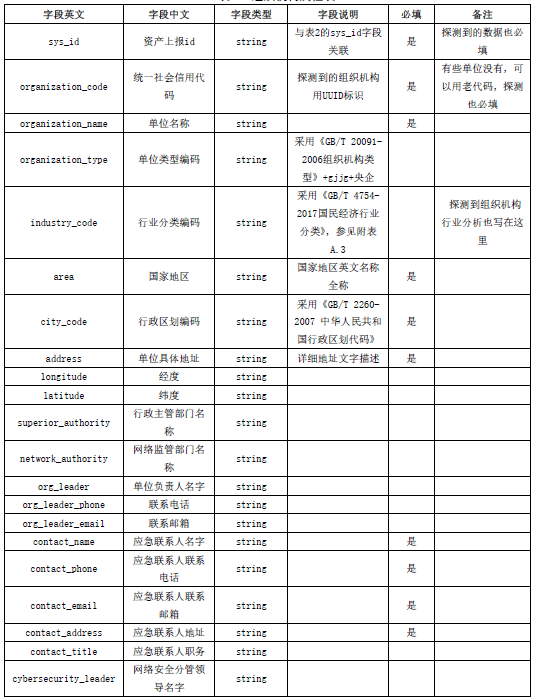 字段英文 字段中文 字段类型 字段说明 必填 备注
sys_id 资产上报id string 与表2的sys_id字段 是 探测到的数据也必
关联 填
organization_code 统一社会信用代 string 探测到的组织机构 是 有些单位没有，可
码 用UUID标识 以用老代码，探测
也必填
organization_name 单位名称 string 是
organization_type 单位类型编码 string 采用《GB/T 20091-
2006组织机构类
型》+gjjg+央企
industry_code 行业分类编码 string 采用《GB/T 4754- 探测到组织机构
2017国民经济行业 行业分析也写在这
分类》，参见附表 里
A.3
area 国家地区 string 国家地区英文名称 是
全称
city_code 行政区划编码 string 采用《GB/T 2260- 是
2007 中华人民共和
国行政区划代码》
address 单位具体地址 string 详细地址文字描述 是
longitude 经度 string
latitude 纬度 string
superior_authority 行政主管部门名 string
称
network_authority 网络监管部门名 string
称
org_leader 单位负责人名字 string
org_leader_phone 联系电话 string
org_leader_email 联系邮箱 string
contact_name 应急联系人名字 string 是
contact_phone 应急联系人联系 string 是
电话
contact_email 应急联系人联系 string 是
邮箱
contact_address 应急联系人地址 string 是
contact_title 应急联系人职务 string
cybersecurity_leader 网络安全分管领 string
导名字